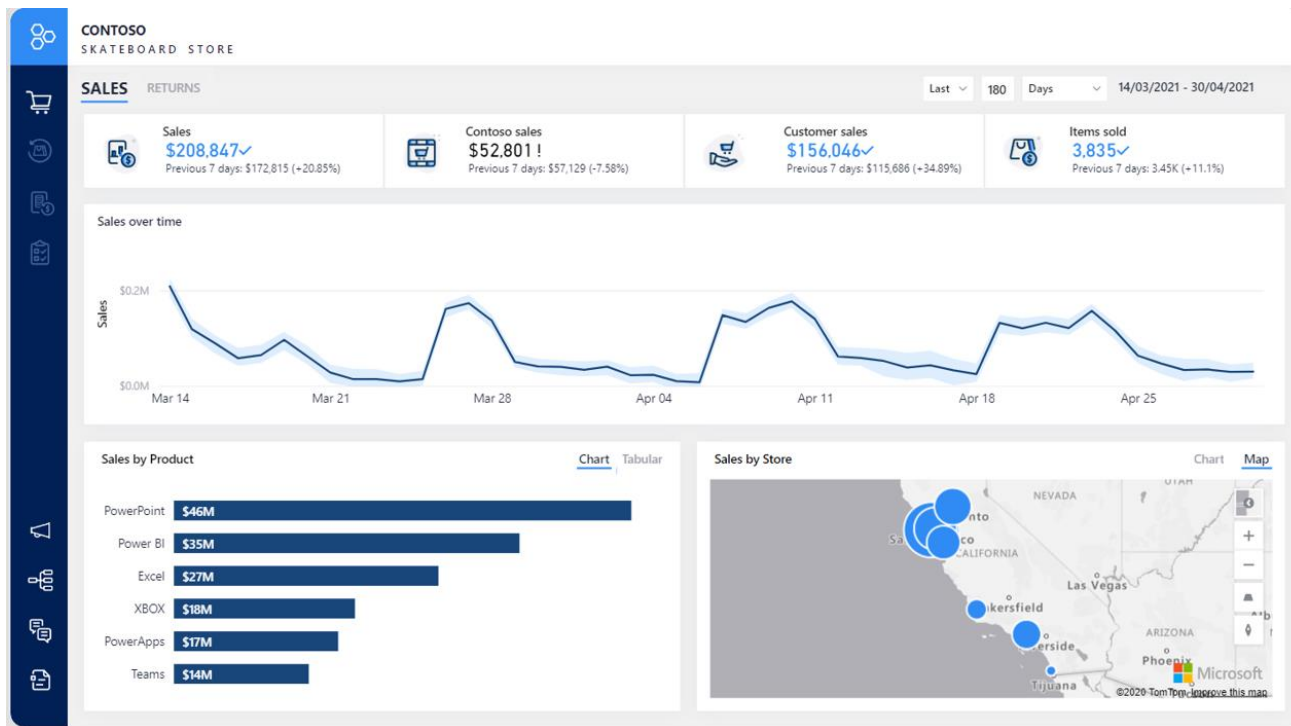 CONTOSO
SKATEBOARD STORE
SALES RETURNS
Last 180 Days 14/03/2021 - 30/04/2021
Sales
$208,847
Previous 7 days: $172,815 (+20.85%)
Contoso sales
$52,801 !
Previous 7 days: $57,129 (-7.58%)
Customer sales
$156,046
Previous 7 days: $115,686 (+34.89%)
Items sold
3,835
Previous 7 days: 3.45K (+11.1%)
Sales over time
Sales
$0.2M
$0.0M
Mar 14 Mar 21 Mar 28 Apr 04 Apr 11 Apr 18 Apr 25
Sales by Product
Chart Tabular
PowerPoint $46M
Power BI $35M
Excel $27M
XBOX $18M
PowerApps $17M
Teams $14M
Sales by Store
Chart Map
UTAH
NEVADA
nto
Sa
co
CALIFORNIA
Las Vegas
kersfield
erside
ARIZONA
Phoenix
Tijuana
Microsoft
©2020 TomTom Improve this map